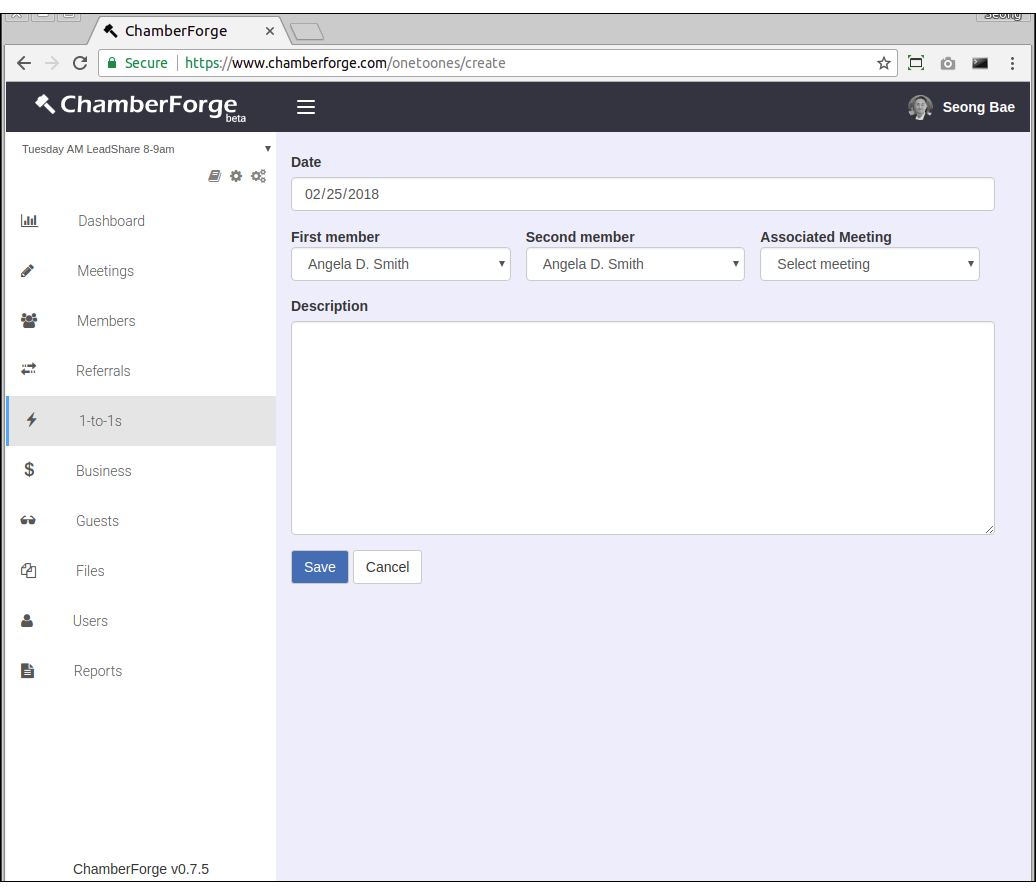 Seong
ChamberForge
Secure https://www.chamberforge.com/onetoones/create
ChamberForge beta
Seong Bae
Tuesday AM LeadShare 8-9am
Dashboard
Meetings
Members
Referrals
1-to-1s
Business
Guests
Files
Users
Reports
ChamberForge v0.7.5
Date
02/25/2018
First member Second member Associated Meeting
Angela D. Smith Angela D. Smith Select meeting
Description
Save Cancel